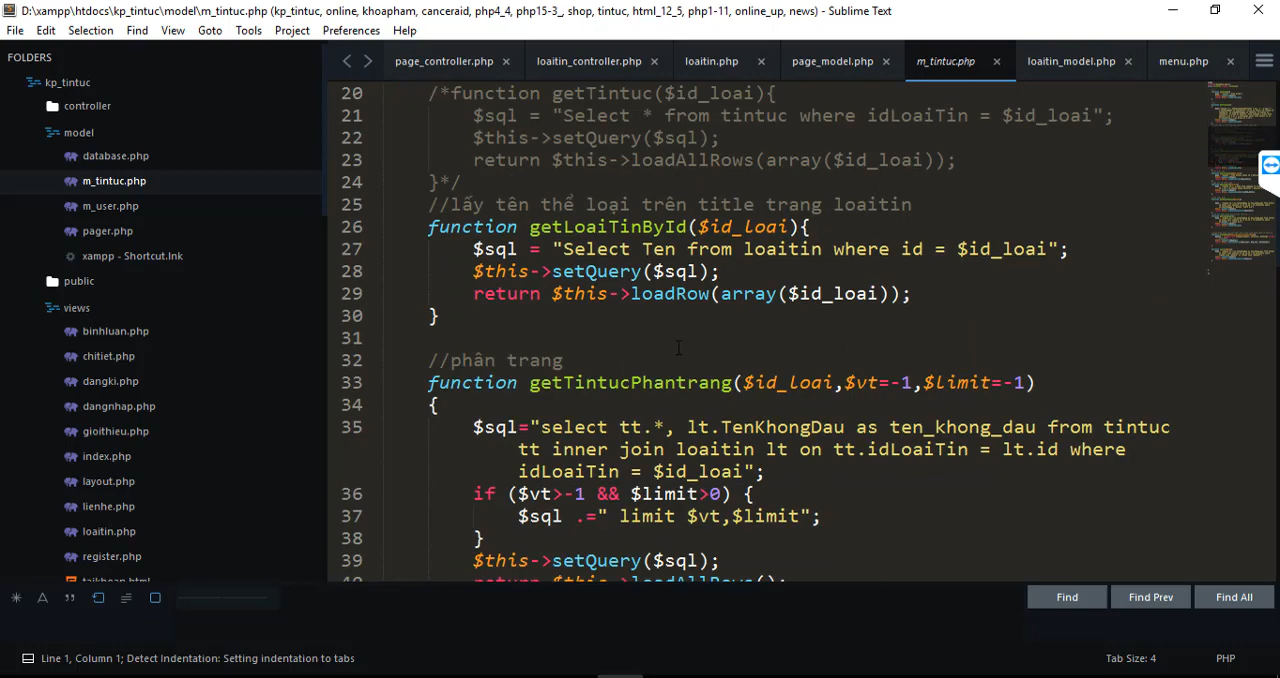 D:\xampp\htdocs\kp_tintuc\model\m_tintuc.php (kp_tintuc, online, khoapham, canceraid, php4_4, php15-3_, shop, tintuc, html_12_5, php1-11, online_up, news) - Sublime Text
File Edit Selection Find View Goto Tools Project Preferences Help
FOLDERS
kp_tintuc
controller
model
database.php
m_tintuc.php
m_user.php
pager.php
xampp - Shortcut.lnk
public
views
binhluan.php
chitiet.php
dangki.php
dangnhap.php
gioithieu.php
index.php
layout.php
lienhe.php
loaitin.php
register.php
taikhoan.html
page_controller.php loaitin_controller.php loaitin.php page_model.php m_tintuc.php loaitin_model.php menu.php
20 /*function getTintuc($id_loai){
21 $sql = "Select * from tintuc where idLoaiTin = $id_loai";
22 $this->setQuery($sql);
23 return $this->loadAllRows(array($id_loai));
24 }*/
25 //lấy tên thể loại trên title trang loaitin
26 function getLoaiTinById($id_loai){
27 $sql = "Select Ten from loaitin where id = $id_loai";
28 $this->setQuery($sql);
29 return $this->loadRow(array($id_loai));
30 }
31
32 //phân trang
33 function getTintucPhantrang($id_loai,$vt=-1,$limit=-1)
34 {
35 $sql="select tt.*, lt.TenKhongDau as ten_khong_dau from tintuc
tt inner join loaitin lt on tt.idLoaiTin = lt.id where
idLoaiTin = $id_loai";
36 if ($vt>-1 && $limit>0) {
37 $sql .=" limit $vt,$limit";
38 }
39 $this->setQuery($sql);
40 return $this->loadAllRows();
Find Find Prev Find All
Line 1, Column 1; Detect Indentation: Setting indentation to tabs Tab Size: 4 PHP